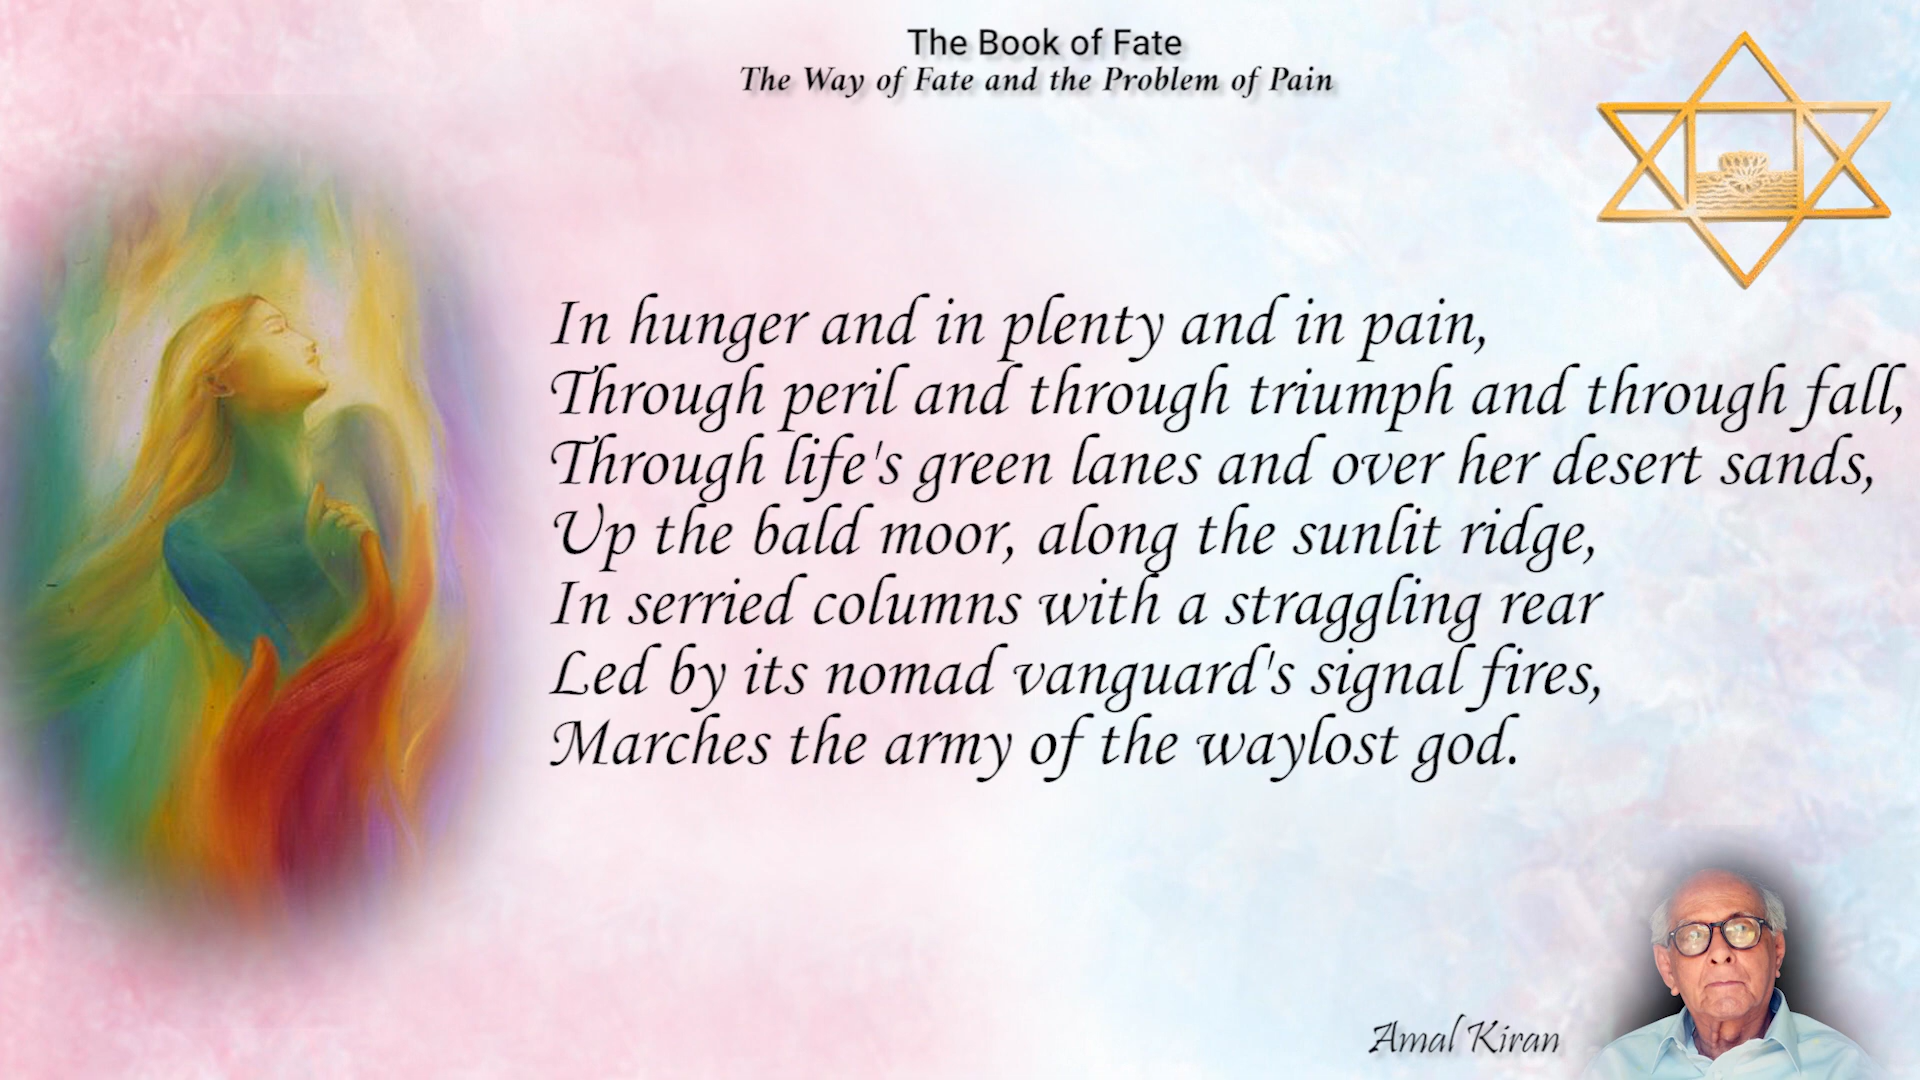 The Book of Fate
The Way of Fate and the Problem of Pain
In hunger and in plenty and in pain,
Through peril and through triumph and through fall,
Through life's green lanes and over her desert sands,
Up the bald moor, along the sunlit ridge,
In serried columns with a straggling rear
Led by its nomad vanguard's signal fires,
Marches the army of the waylost god.
Amal Kiran